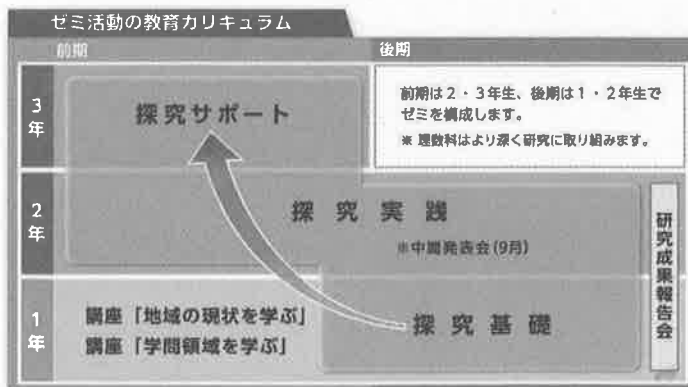 ゼミ活動の教育カリキュラム
前期
後期
3年
探究サポート
前期は2・3年生、後期は1・2年生で
ゼミを構成します。
※ 理数科はより深く研究に取り組みます。
2年
探究実践
※中間発表会(9月)
研究成果報告会
1年
講座「地域の現状を学ぶ」
講座「学問領域を学ぶ」
探究基礎